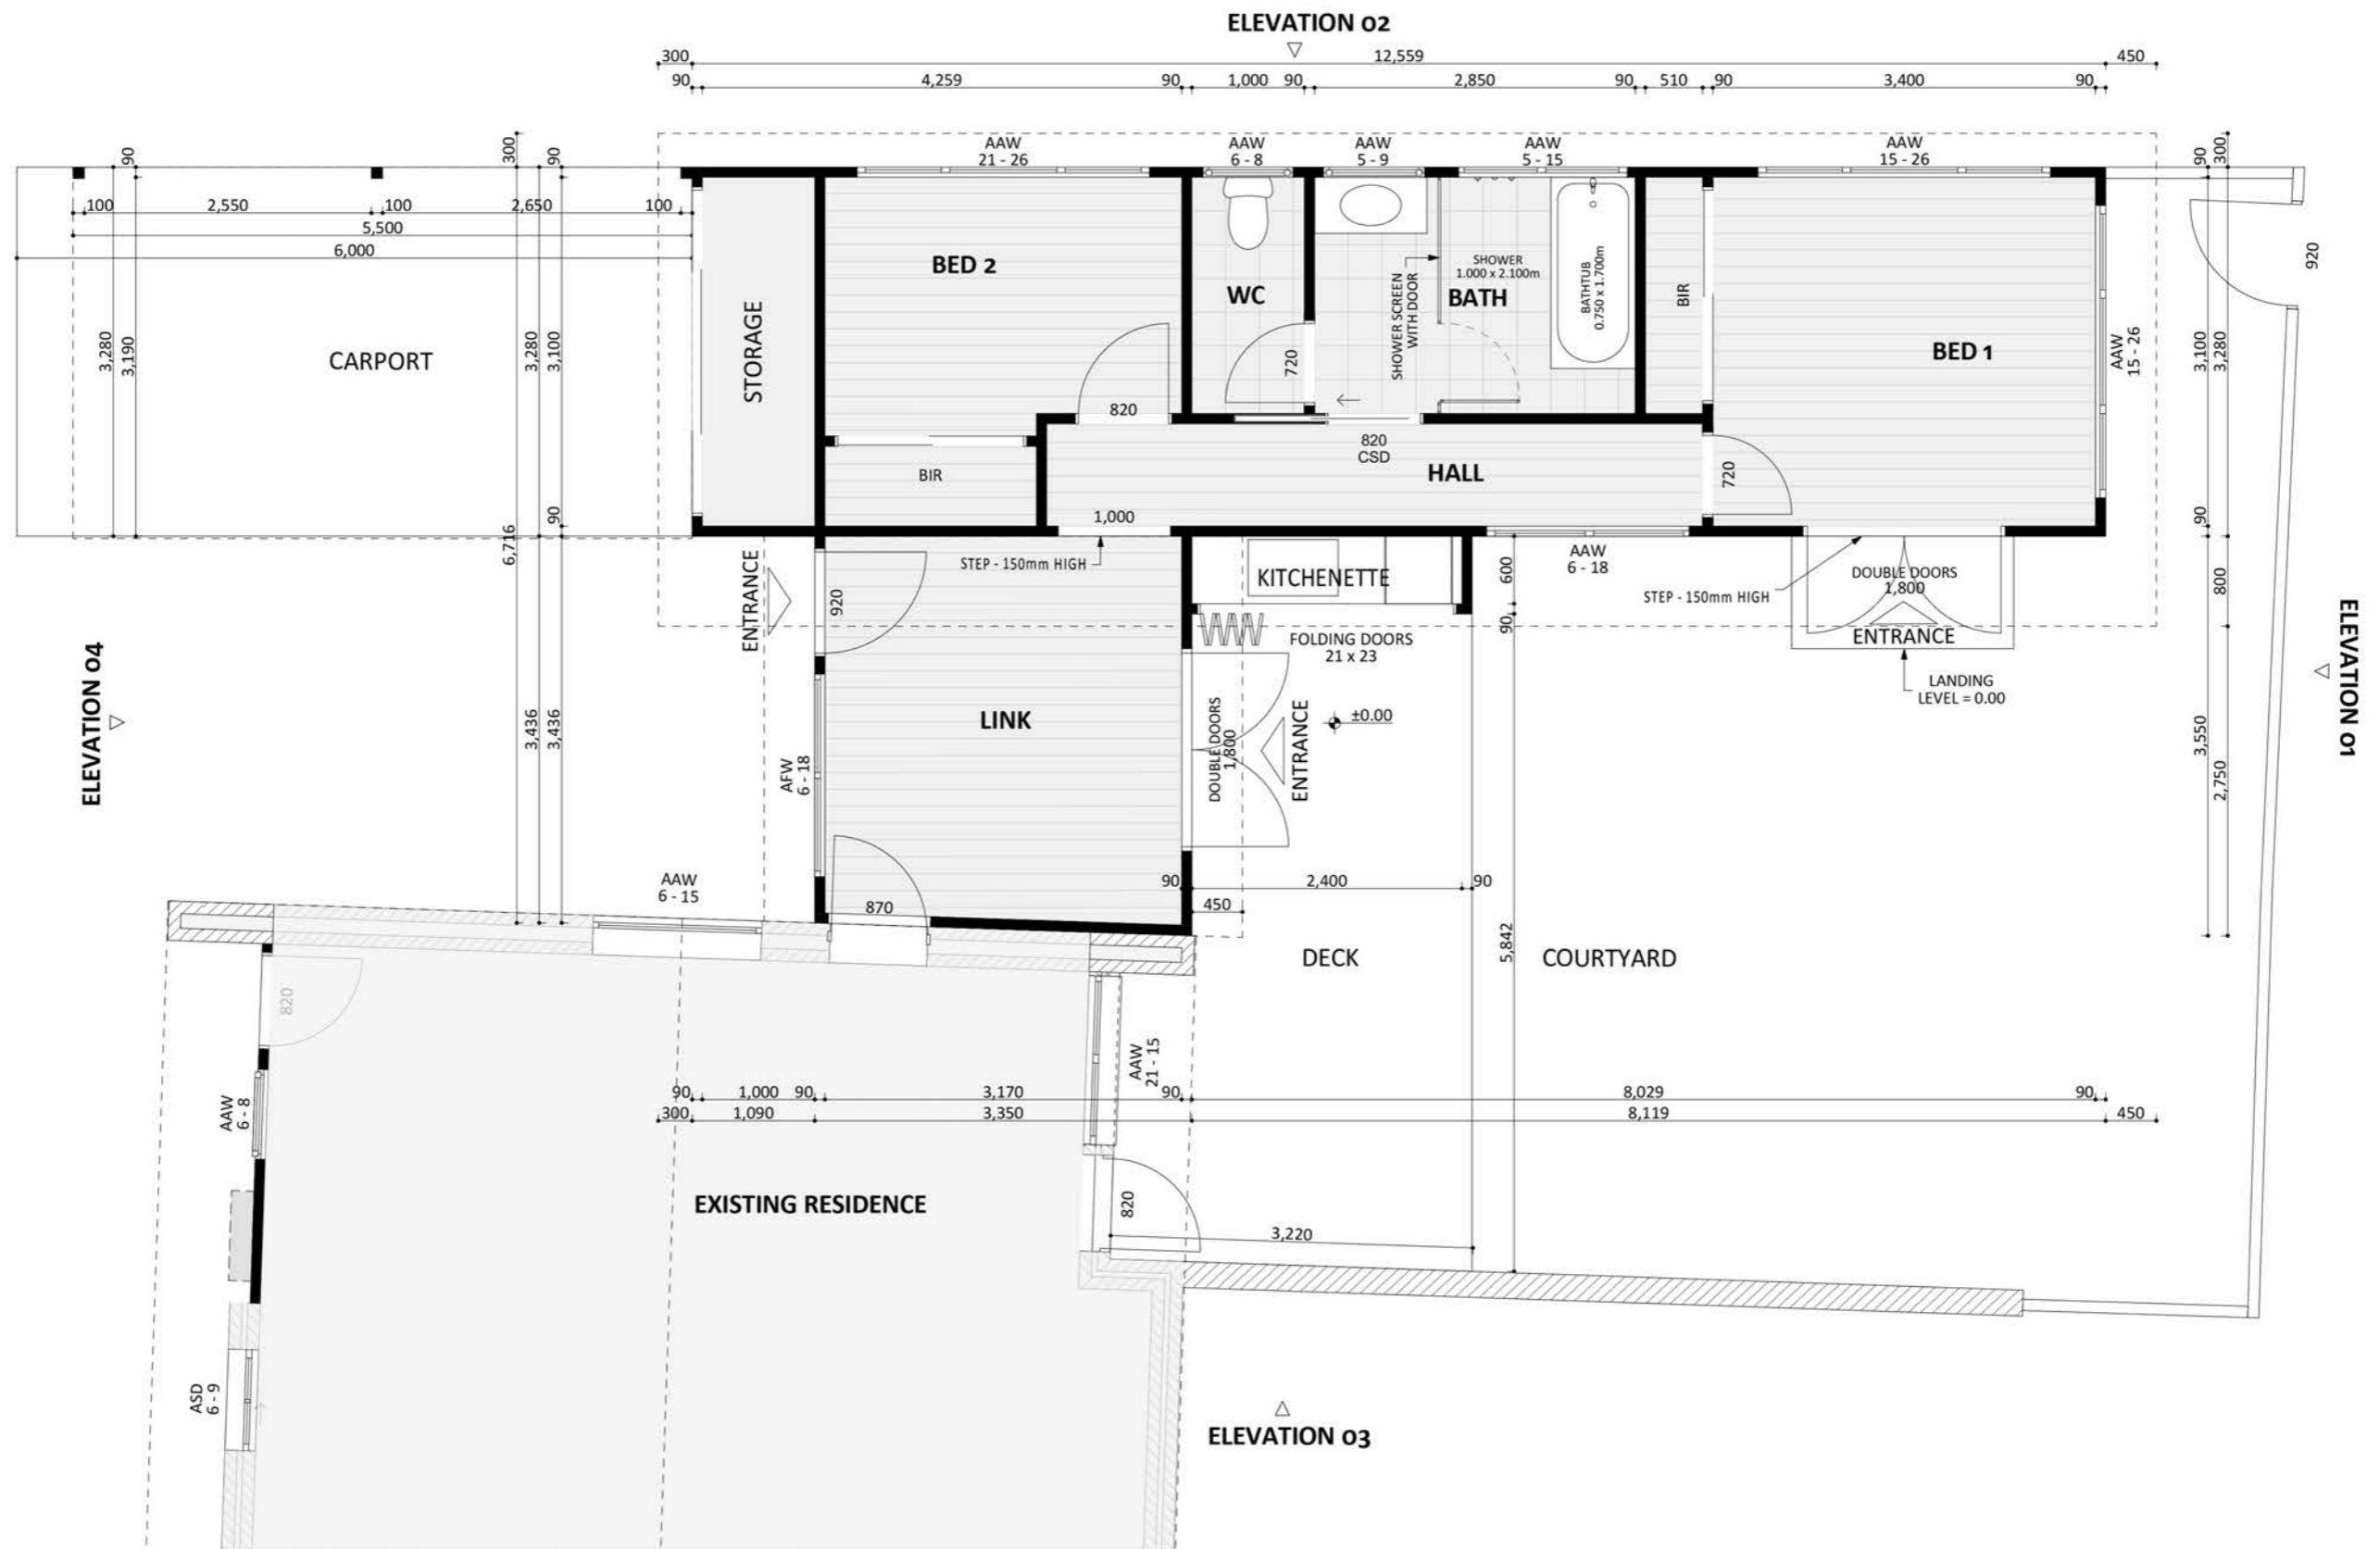 ELEVATION 02
300
12,559
450
90
4,259
90
1,000
90
2,850
90
510
90
3,400
90
AAW
21 - 26
AAW
6 - 8
AAW
5 - 9
AAW
5 - 15
AAW
15 - 26
90
300
90
90
300
100
2,550
100
2,650
100
5,500
6,000
920
BED 2
WC
SHOWER
1.000 x 2.100m
BATH
SHOWER SCREEN
WITH DOOR
BATHTUB
0.750 x 1.700m
BIR
BED 1
AAW
15 - 26
3,100
3,280
3,280
3,190
CARPORT
3,280
3,100
STORAGE
720
820
820
CSD
HALL
720
BIR
1,000
90
90
6,716
ENTRANCE
920
STEP - 150mm HIGH
KITCHENETTE
600
AAW
6 - 18
STEP - 150mm HIGH
DOUBLE DOORS
1,800
800
90
FOLDING DOORS
21 x 23
ENTRANCE
LANDING
LEVEL = 0.00
ELEVATION 04
ELEVATION 01
3,436
3,436
LINK
AFW
6 - 18
DOUBLE DOORS
1,800
ENTRANCE
±0.00
3,550
2,750
AAW
6 - 15
870
90
2,400
90
450
5,842
DECK
COURTYARD
820
AAW
21 - 15
AAW
6 - 8
90
1,000
90
3,170
90
8,029
90
300
1,090
3,350
8,119
450
EXISTING RESIDENCE
820
3,220
ASD
6 - 9
ELEVATION 03